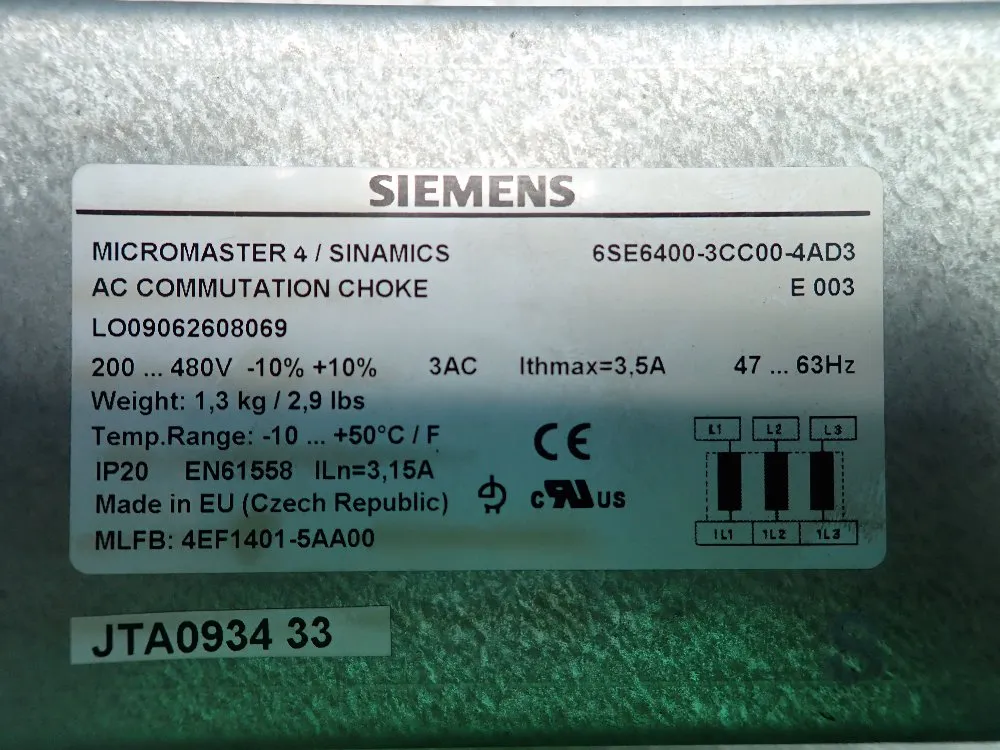 SIEMENS
MICROMASTER 4 / SINAMICS 6SE6400-3CC00-4AD3
AC COMMUTATION CHOKE E 003
LO09062608069
200 ... 480V -10% +10% 3AC Ithmax=3,5A 47 ... 63Hz
Weight: 1,3 kg / 2,9 lbs
Temp.Range: -10 ... +50°C / F CE L1 L2 L3
IP20 EN61558 ILn=3,15A
Made in EU (Czech Republic) c RU US
MLFB: 4EF1401-5AA00 1L1 1L2 1L3
JTA0934 33